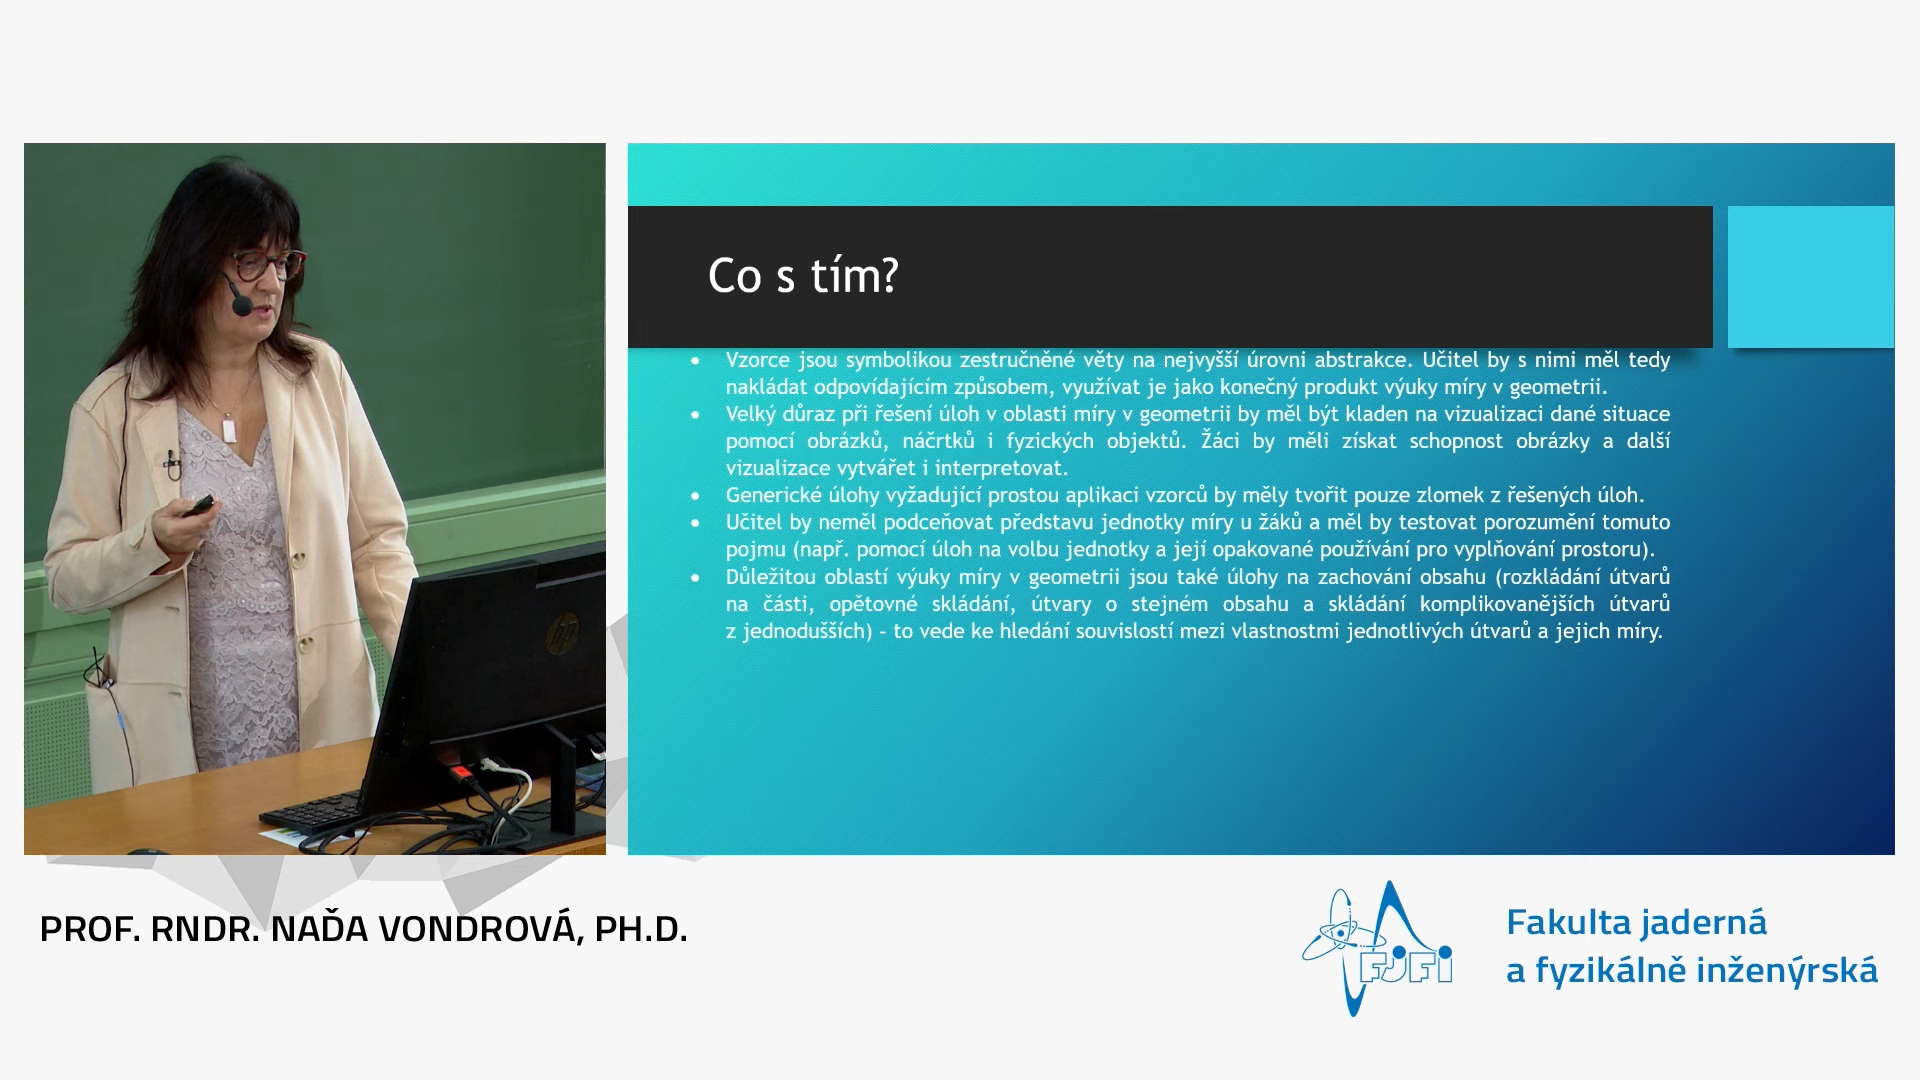 Co s tím?
Vzorce jsou symbolikou zestručněné věty na nejvyšší úrovni abstrakce. Učitel by s nimi měl tedy
nakládat odpovídajícím způsobem, využívat je jako konečný produkt výuky míry v geometrii.
Velký důraz při řešení úloh v oblasti míry v geometrii by měl být kladen na vizualizaci dané situace
pomocí obrázků, náčrtků i fyzických objektů. Žáci by měli získat schopnost obrázky a další
vizualizace vytvářet i interpretovat.
Generické úlohy vyžadující prostou aplikaci vzorců by měly tvořit pouze zlomek z řešených úloh.
Učitel by neměl podceňovat představu jednotky míry u žáků a měl by testovat porozumění tomuto
pojmu (např. pomocí úloh na volbu jednotky a její opakované používání pro vyplňování prostoru).
Důležitou oblastí výuky míry v geometrii jsou také úlohy na zachování obsahu (rozkládání útvarů
na části, opětovné skládání, útvary o stejném obsahu a skládání komplikovanějších útvarů
z jednodušších) - to vede ke hledání souvislostí mezi vlastnostmi jednotlivých útvarů a jejich míry.
hp
PROF. RNDR. NAĎA VONDROVÁ, PH.D.
FJFI
Fakulta jaderná
a fyzikálně inženýrská